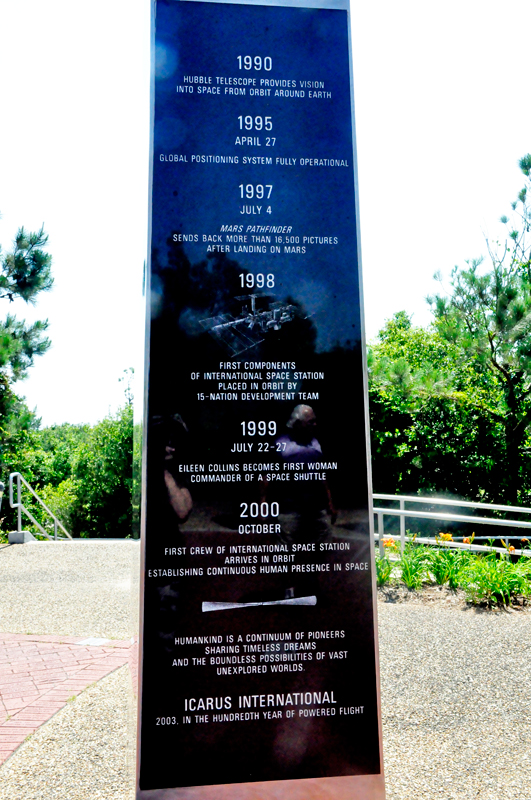 1990
HUBBLE TELESCOPE PROVIDES VISION
INTO SPACE FROM ORBIT AROUND EARTH
1995
APRIL 27
GLOBAL POSITIONING SYSTEM FULLY OPERATIONAL
1997
JULY 4
MARS PATHFINDER
SENDS BACK MORE THAN 16,500 PICTURES
AFTER LANDING ON MARS
1998
FIRST COMPONENTS
OF INTERNATIONAL SPACE STATION
PLACED IN ORBIT BY
15-NATION DEVELOPMENT TEAM
1999
JULY 22-27
EILEEN COLLINS BECOMES FIRST WOMAN
COMMANDER OF A SPACE SHUTTLE
2000
OCTOBER
FIRST CREW OF INTERNATIONAL SPACE STATION
ARRIVES IN ORBIT
ESTABLISHING CONTINUOUS HUMAN PRESENCE IN SPACE
HUMANKIND IS A CONTINUUM OF PIONEERS
SHARING TIMELESS DREAMS
AND THE BOUNDLESS POSSIBILITIES OF VAST
UNEXPLORED WORLDS.
ICARUS INTERNATIONAL
2003, IN THE HUNDREDTH YEAR OF POWERED FLIGHT